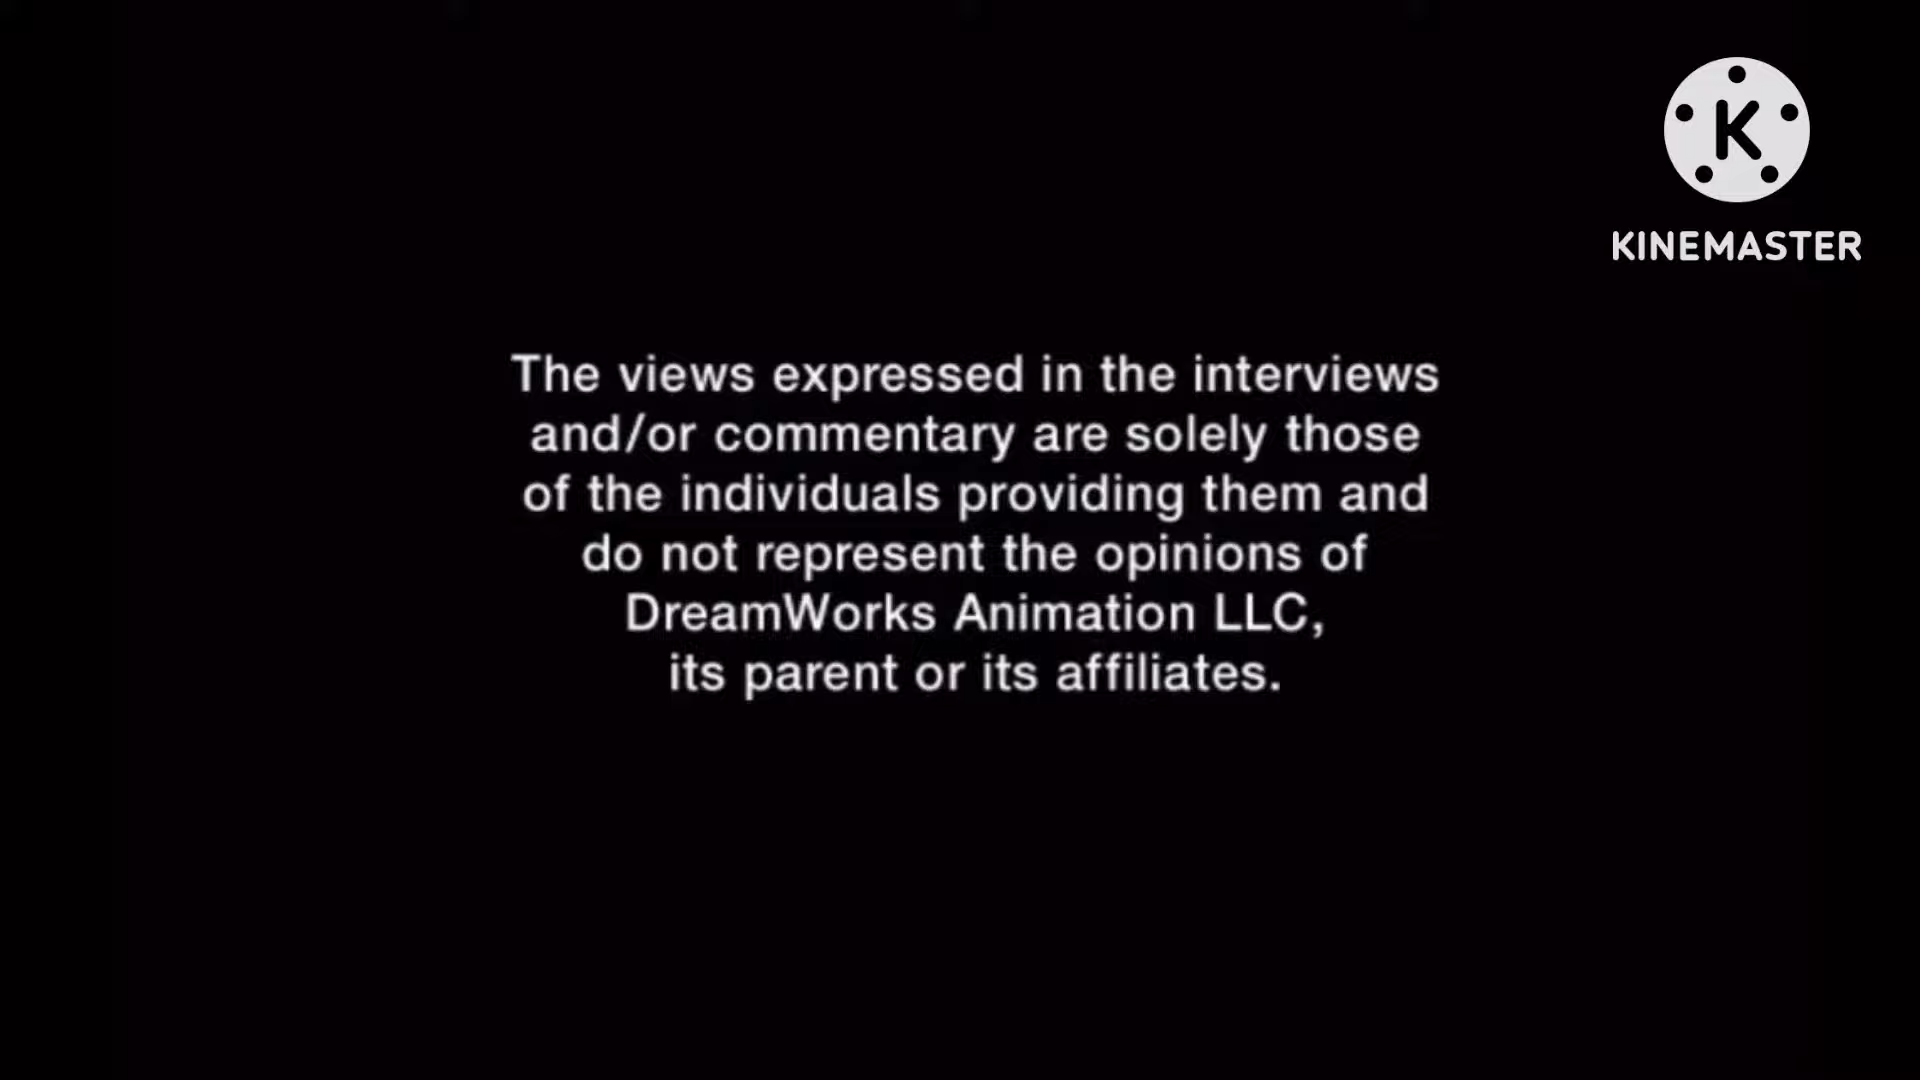 K
KINEMASTER
The views expressed in the interviews
and/or commentary are solely those
of the individuals providing them and
do not represent the opinions of
DreamWorks Animation LLC,
its parent or its affiliates.